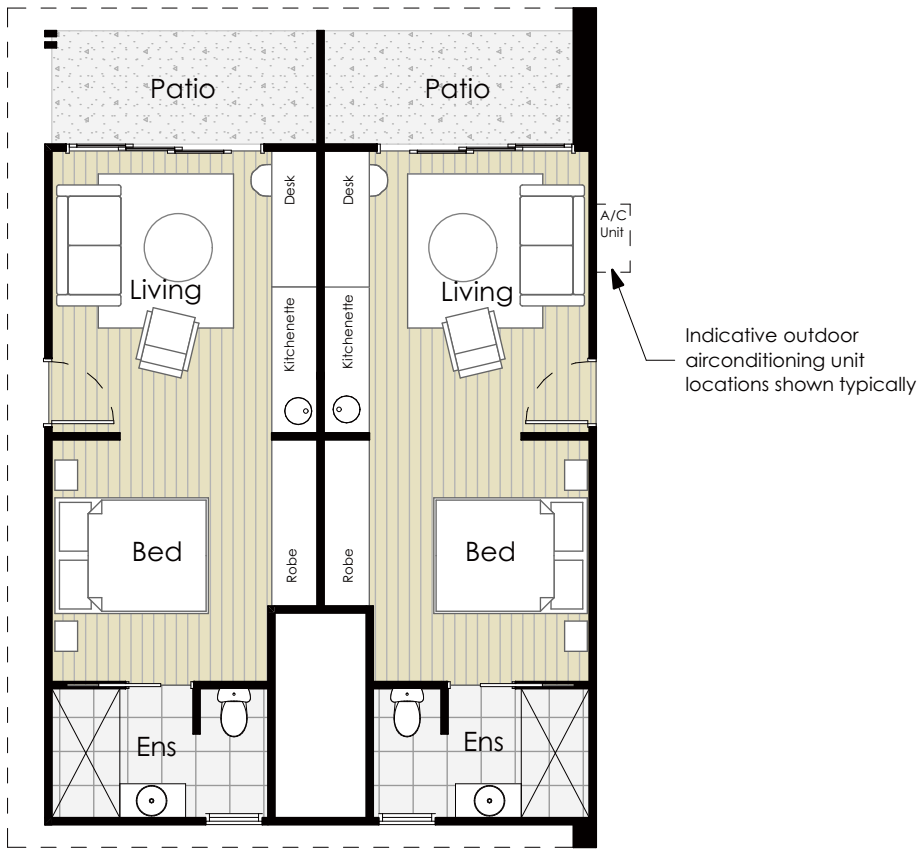 Patio
Patio
Desk
Desk
A/C
Unit
Living
Living
Kitchenette
Kitchenette
Indicative outdoor
airconditioning unit
locations shown typically
Bed
Bed
Robe
Robe
Ens
Ens